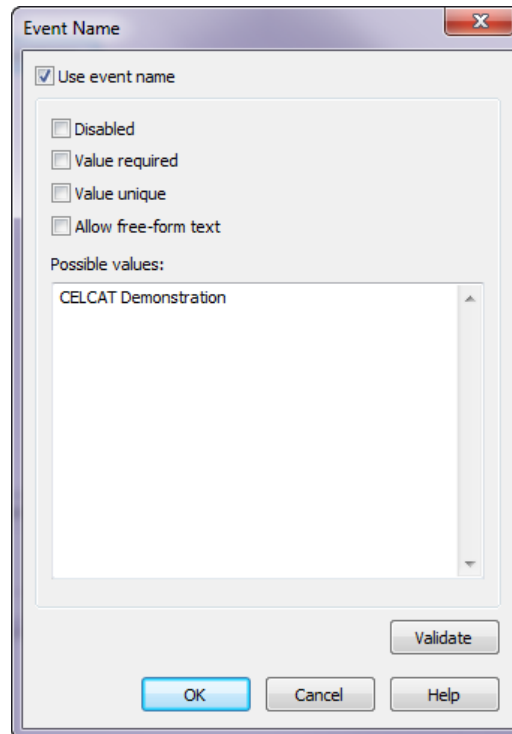 Event Name
Use event name
Disabled
Value required
Value unique
Allow free-form text
Possible values:
CELCAT Demonstration
Validate
OK Cancel Help